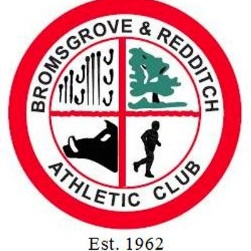 BROMSGROVE & REDDITCH
ATHLETIC CLUB
Est. 1962